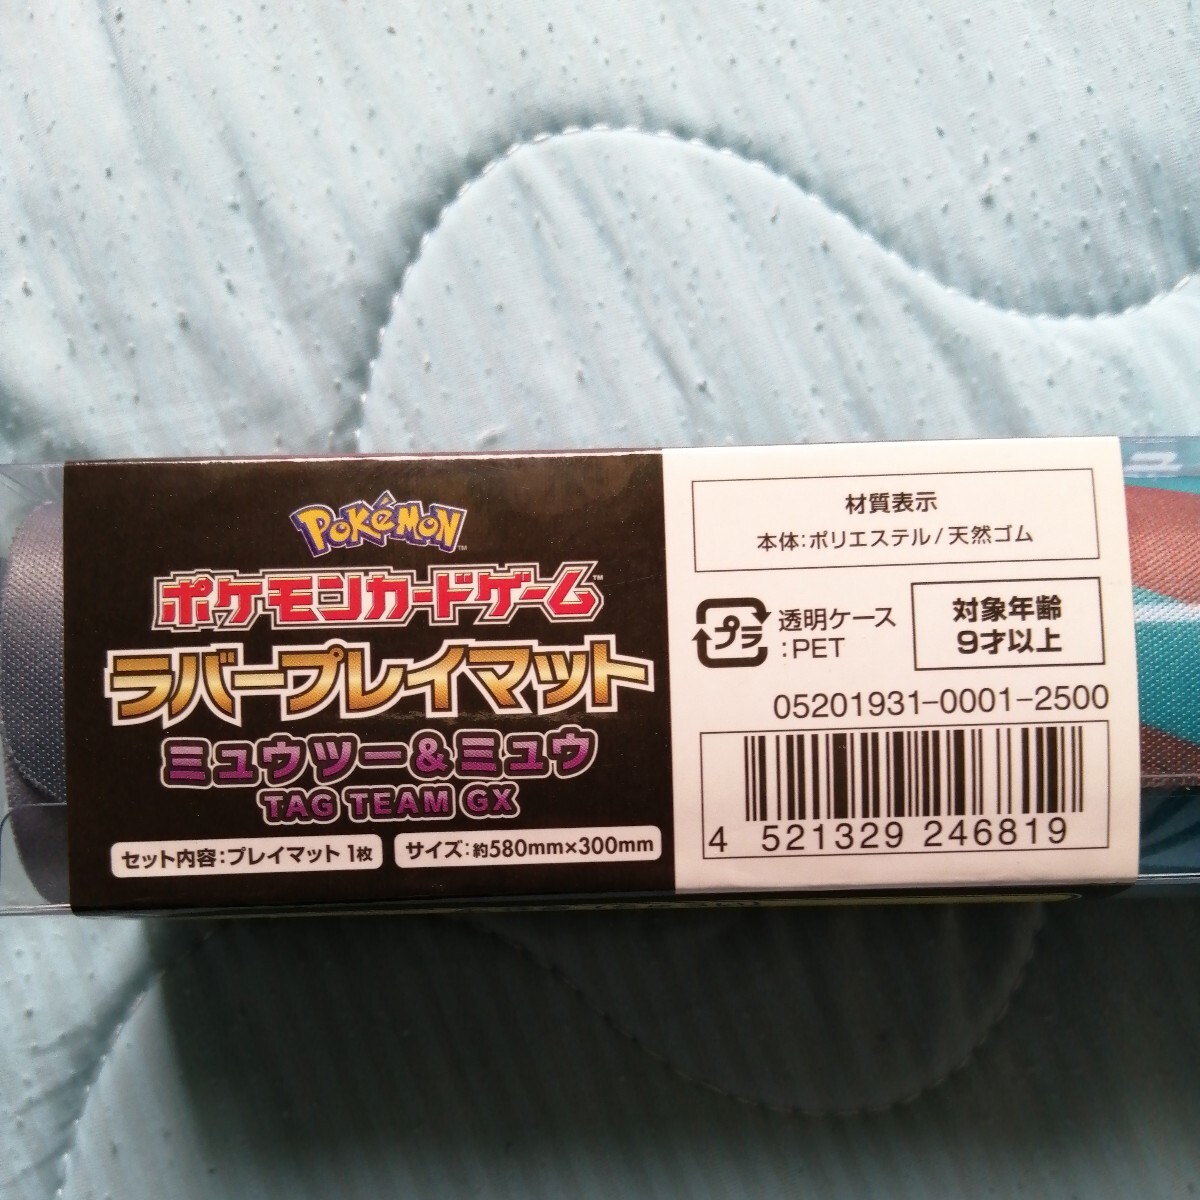 POKéMON™
ポケモンカードゲーム™
ラバープレイマット
ミュウツー&ミュウ
TAG TEAM GX
セット内容:プレイマット 1枚
サイズ:約580mm×300mm
材質表示
本体:ポリエステル/天然ゴム
プラ
透明ケース
:PET
対象年齢
9才以上
05201931-0001-2500
4 521329 246819